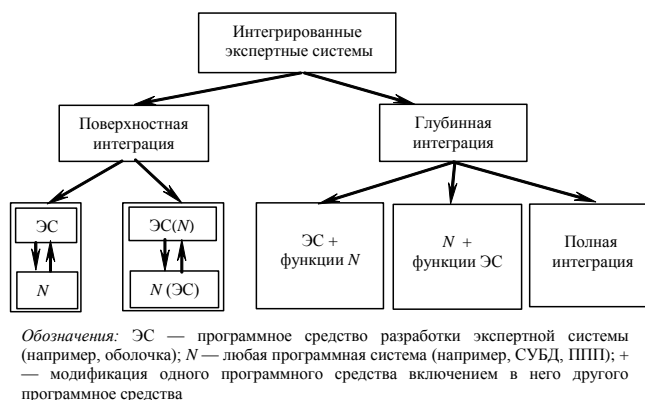 Интегрированные
экспертные системы
Поверхностная
интеграция
Глубинная
интеграция
ЭС
N
ЭС(N)
N (ЭС)
ЭС +
функции N
N +
функции ЭС
Полная
интеграция
Обозначения: ЭС — программное средство разработки экспертной системы
(например, оболочка); N — любая программная система (например, СУБД, ППП); +
— модификация одного программного средства включением в него другого
программное средства